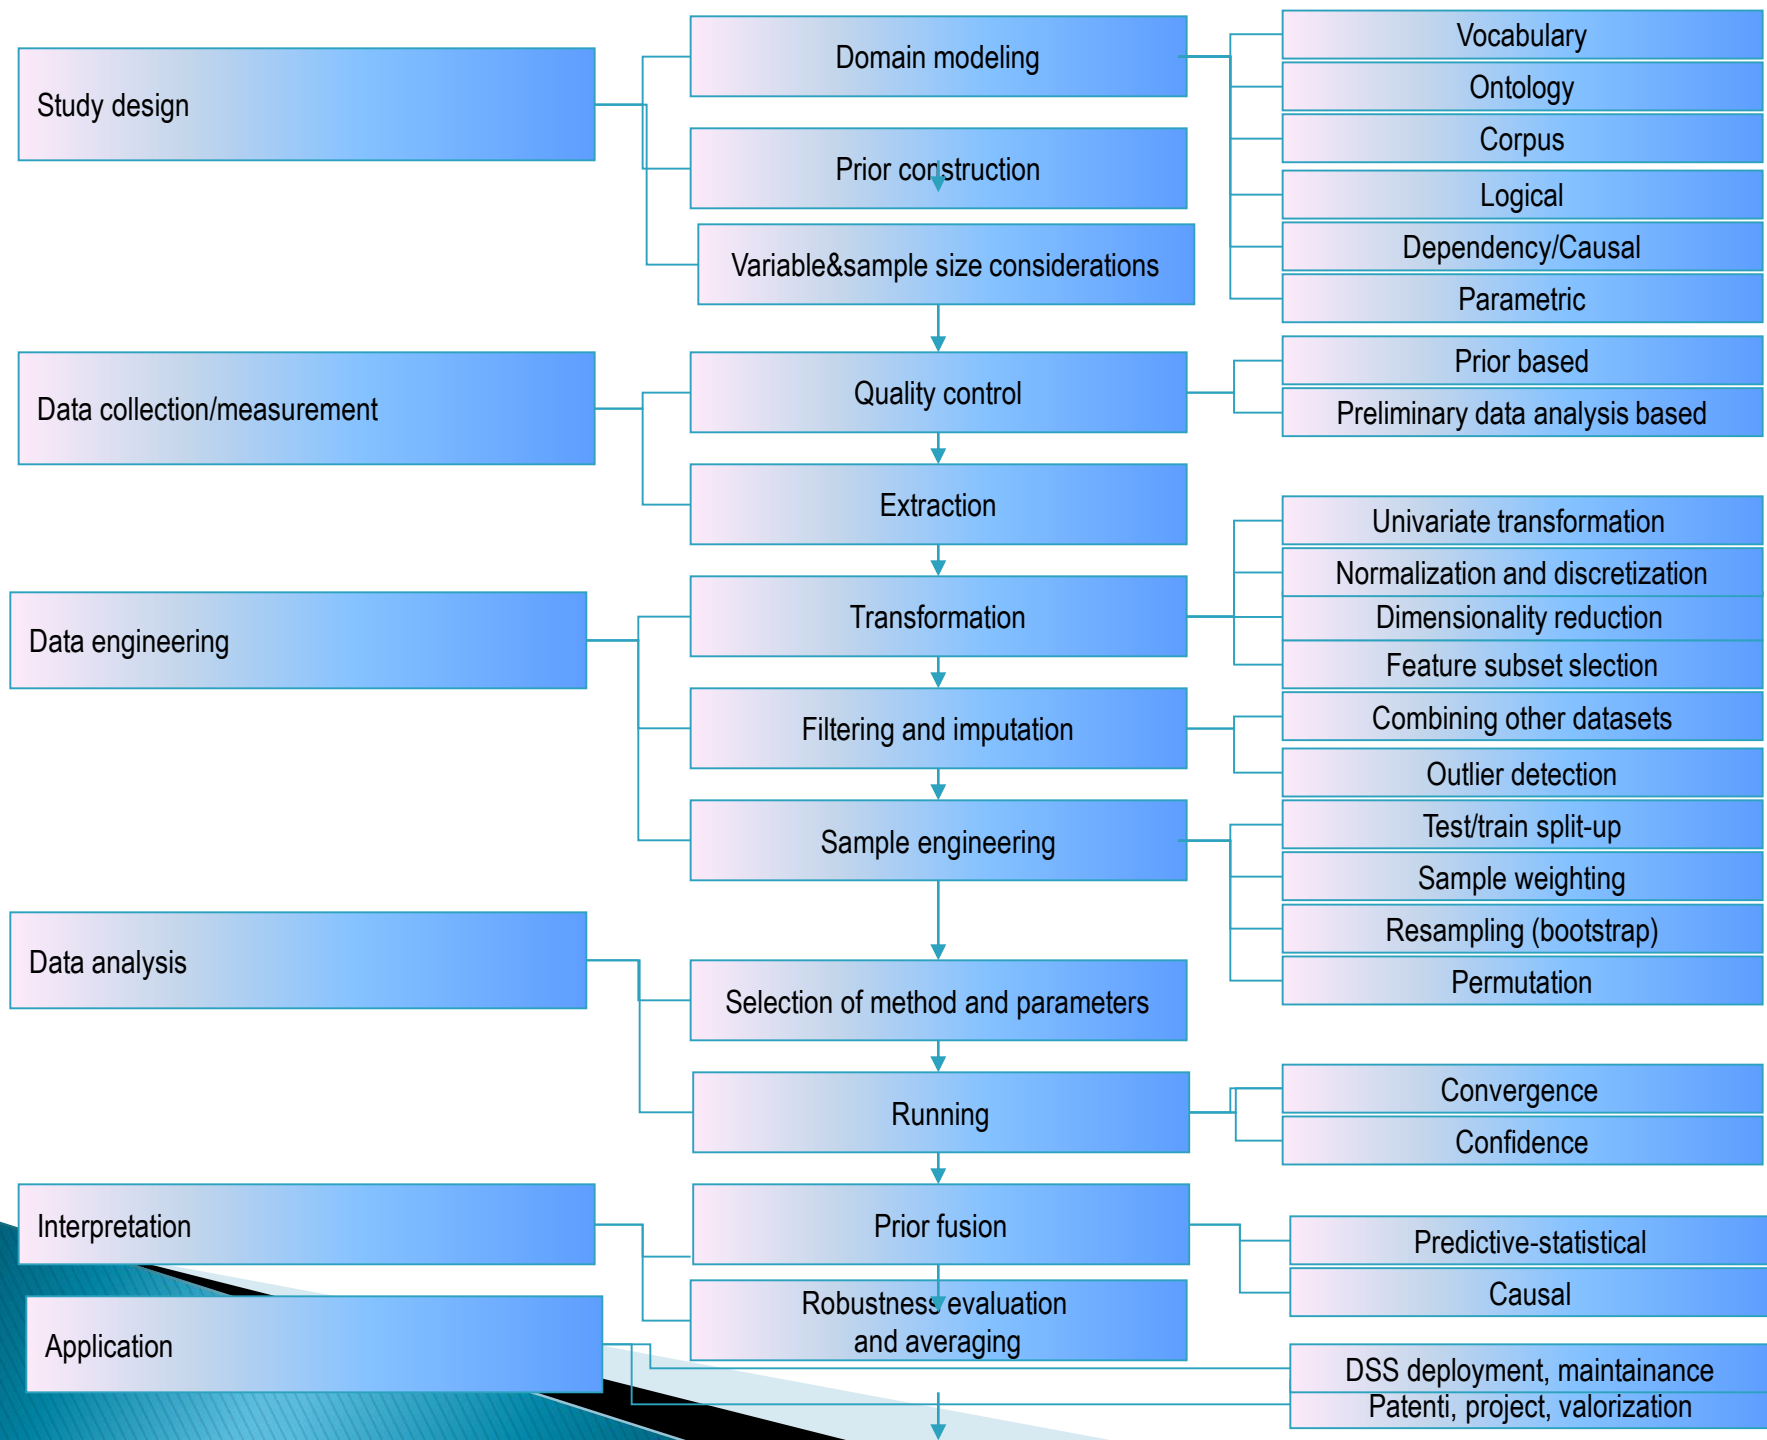 Study design
Domain modeling
Prior construction
Variable&sample size considerations
Vocabulary
Ontology
Corpus
Logical
Dependency/Causal
Parametric
Data collection/measurement
Quality control
Extraction
Prior based
Preliminary data analysis based
Data engineering
Transformation
Filtering and imputation
Sample engineering
Univariate transformation
Normalization and discretization
Dimensionality reduction
Feature subset slection
Combining other datasets
Outlier detection
Test/train split-up
Sample weighting
Resampling (bootstrap)
Permutation
Data analysis
Selection of method and parameters
Running
Convergence
Confidence
Interpretation
Prior fusion
Robustness evaluation
and averaging
Predictive-statistical
Causal
Application
DSS deployment, maintainance
Patenti, project, valorization